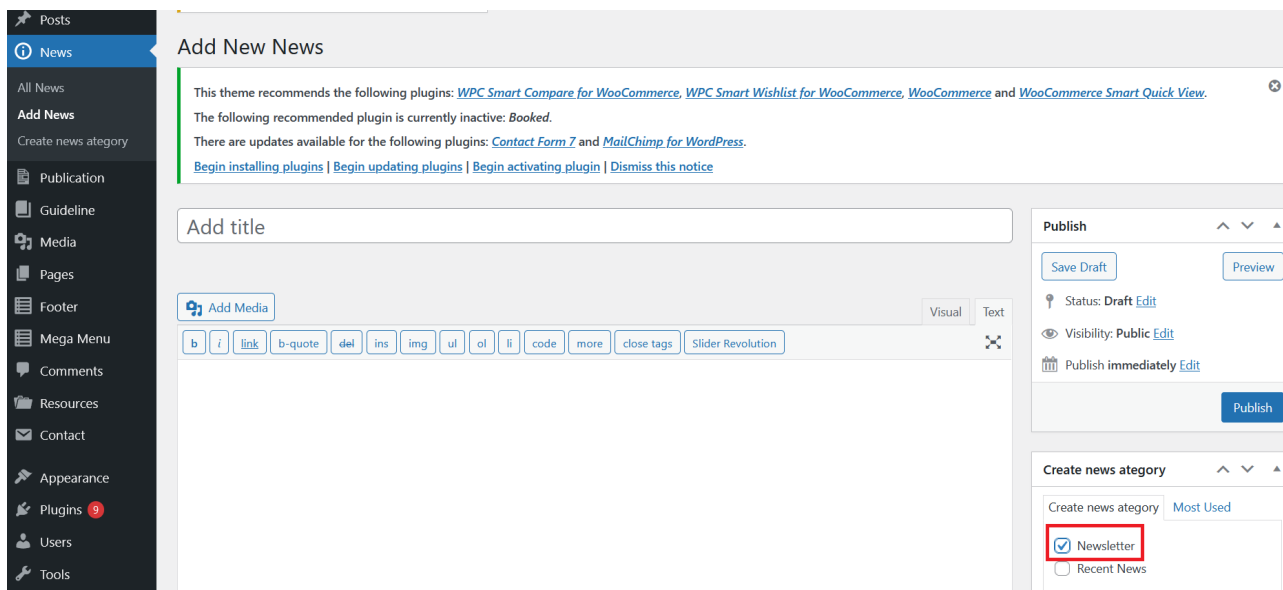 Posts
News
All News
Add News
Create news ategory
Publication
Guideline
Media
Pages
Footer
Mega Menu
Comments
Resources
Contact
Appearance
Plugins 9
Users
Tools
Add New News
This theme recommends the following plugins: WPC Smart Compare for WooCommerce, WPC Smart Wishlist for WooCommerce, WooCommerce and WooCommerce Smart Quick View.
The following recommended plugin is currently inactive: Booked.
There are updates available for the following plugins: Contact Form 7 and MailChimp for WordPress.
Begin installing plugins | Begin updating plugins | Begin activating plugin | Dismiss this notice
Add title
Add Media
Visual Text
b i link b-quote del ins img ul ol li code more close tags Slider Revolution
Publish
Save Draft Preview
Status: Draft Edit
Visibility: Public Edit
Publish immediately Edit
Publish
Create news ategory
Create news ategory Most Used
Newsletter
Recent News